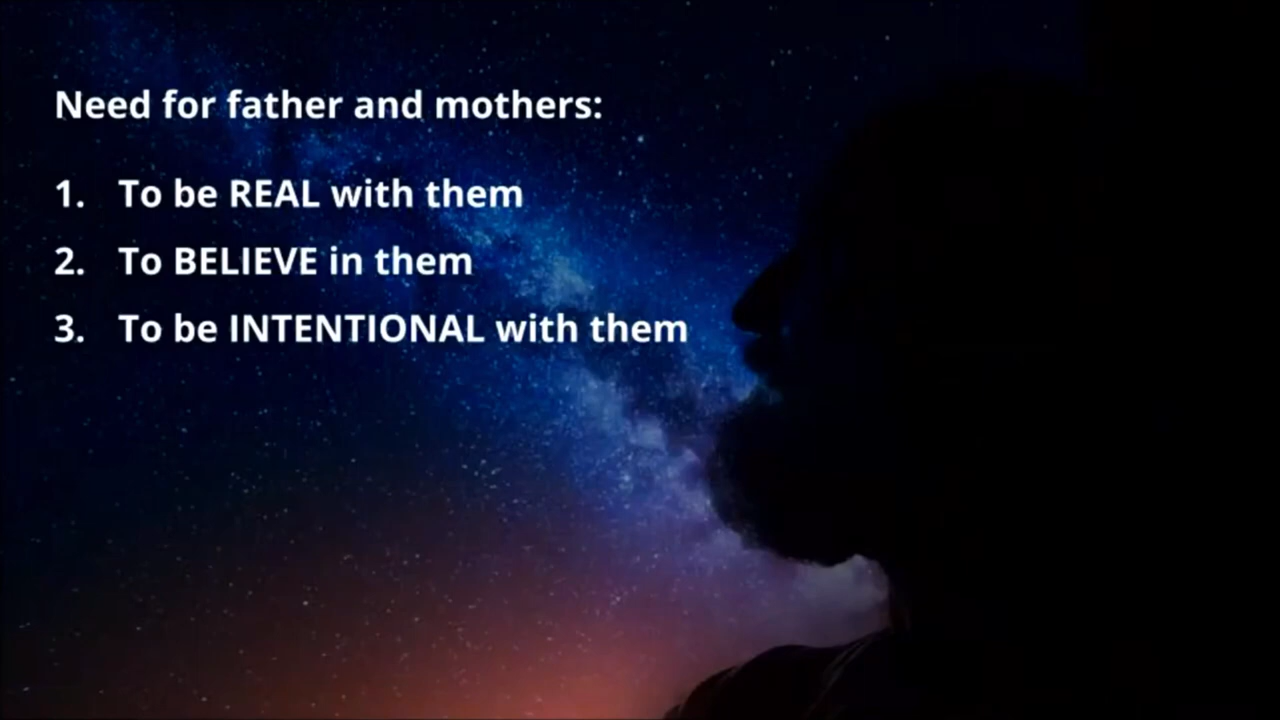 Need for father and mothers:
1. To be REAL with them
2. To BELIEVE in them
3. To be INTENTIONAL with them